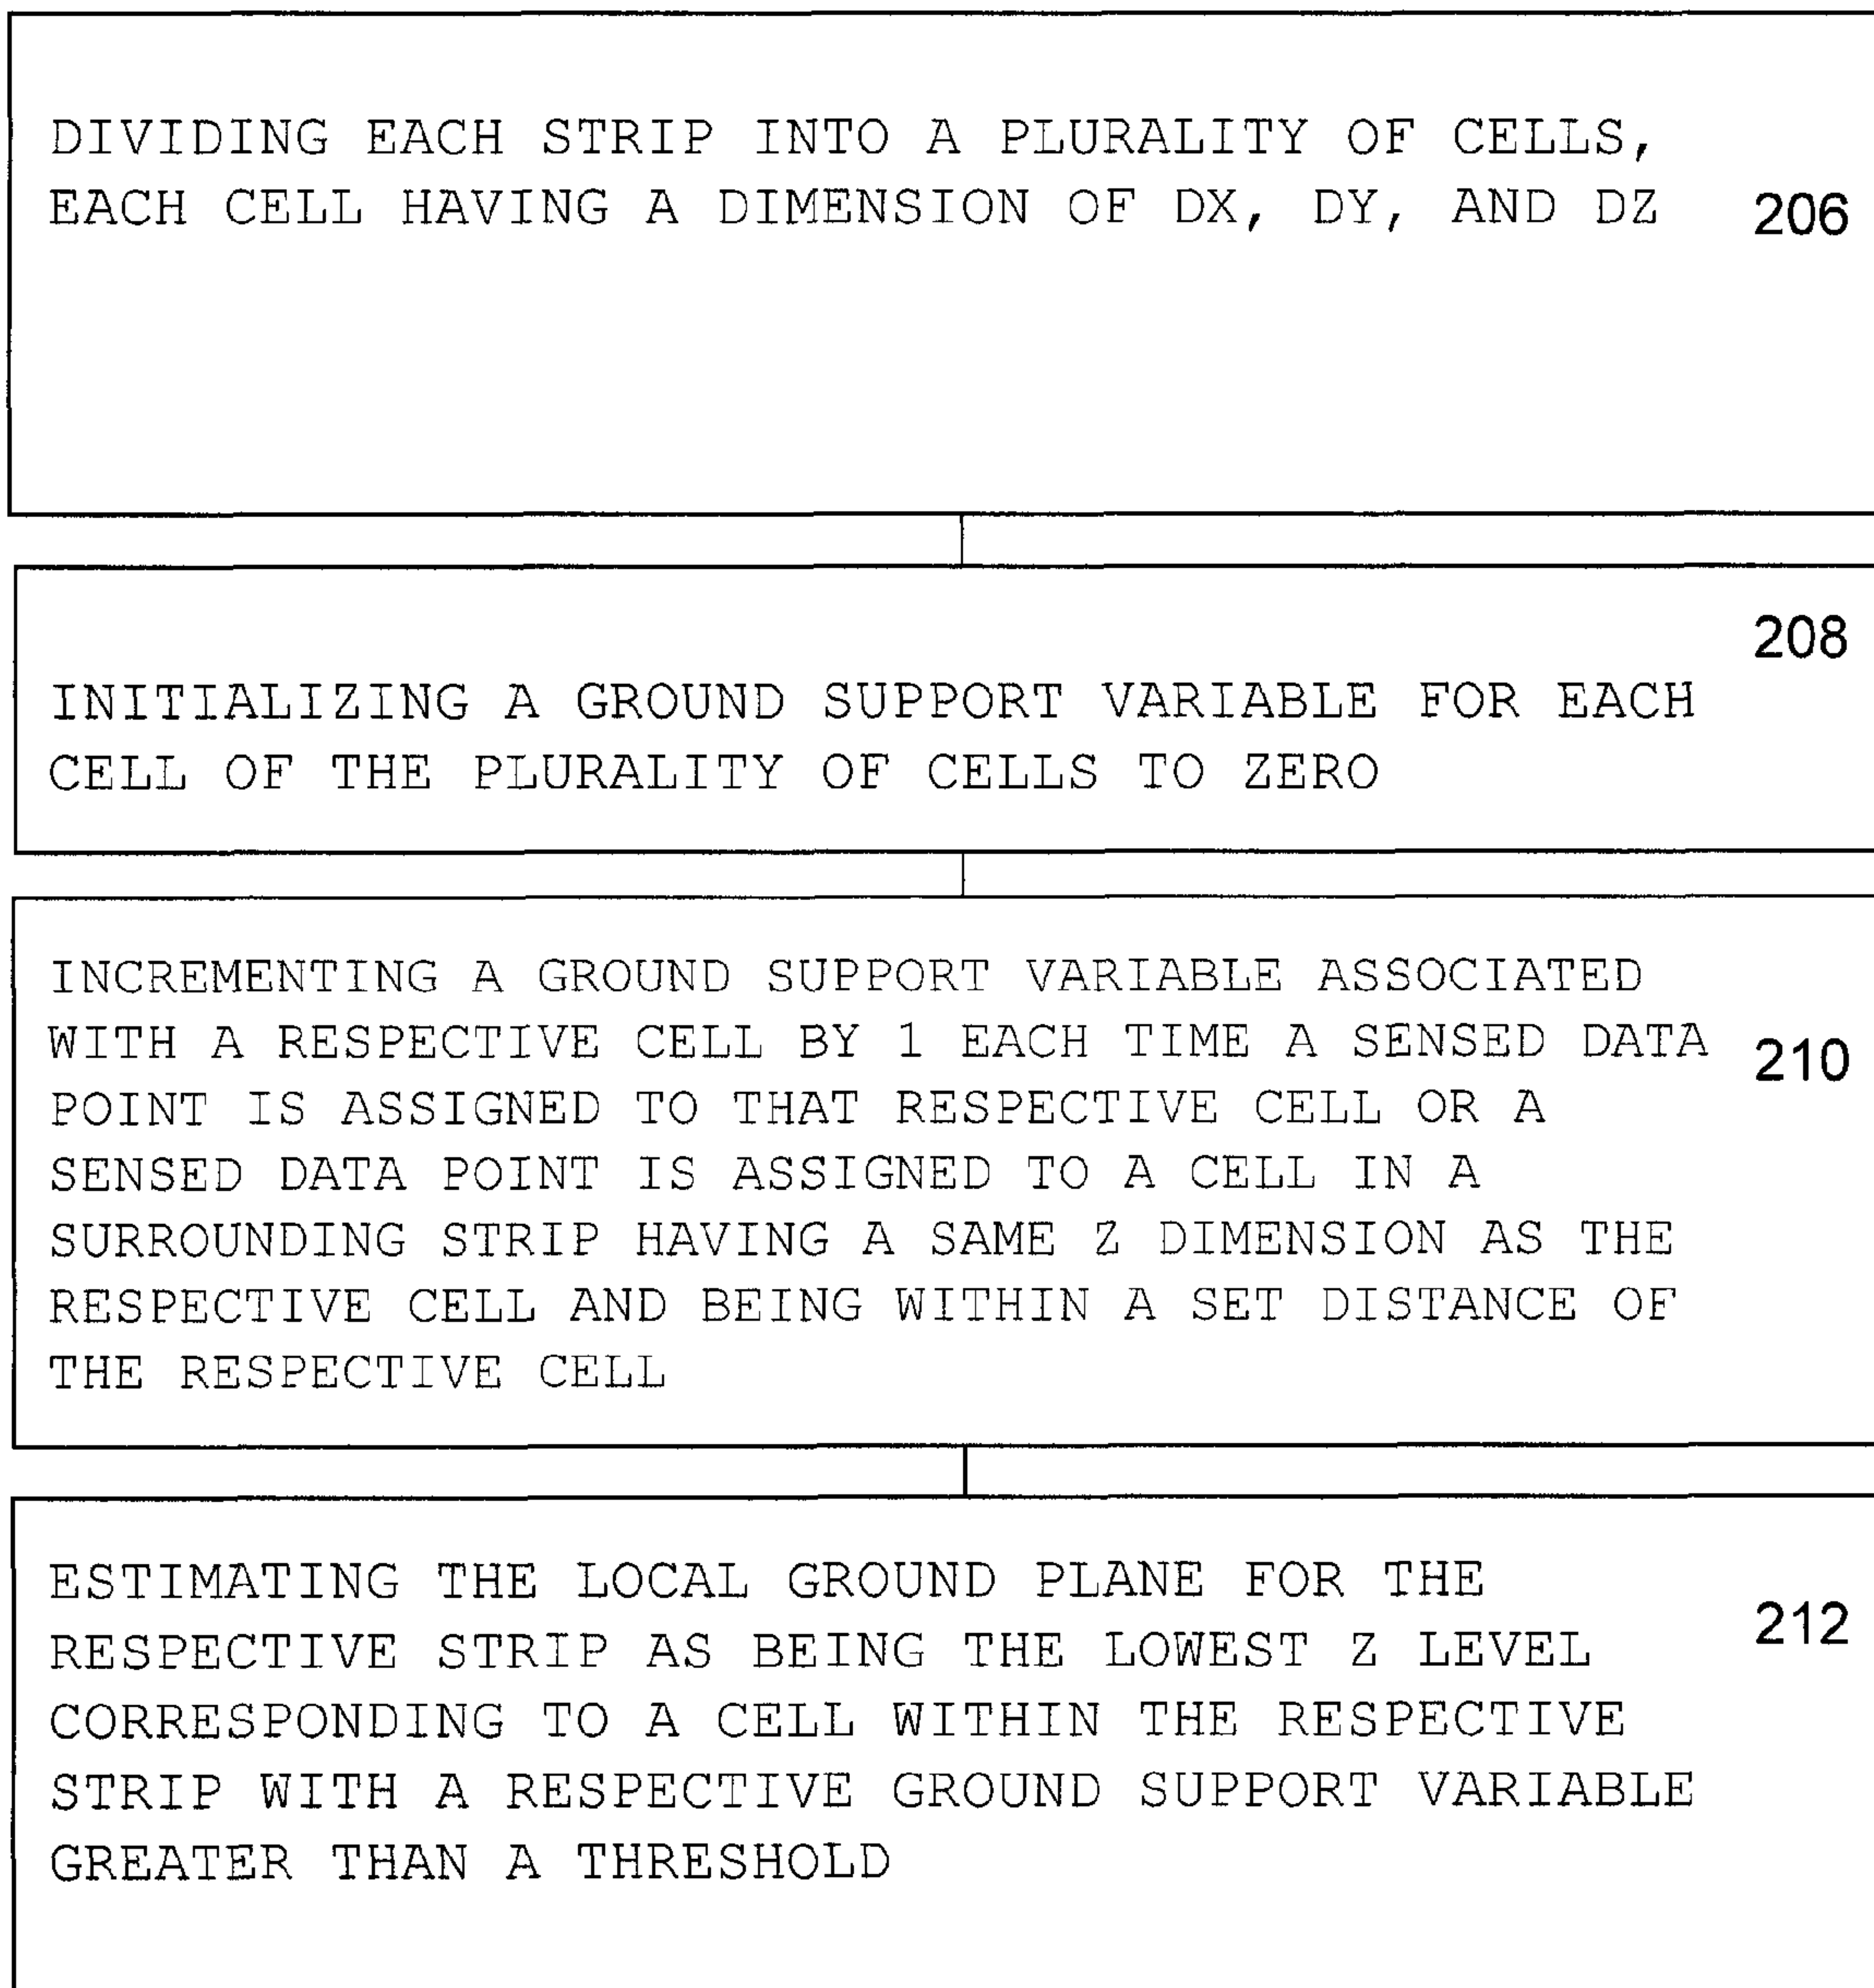 DIVIDING EACH STRIP INTO A PLURALITY OF CELLS,
EACH CELL HAVING A DIMENSION OF DX, DY, AND DZ 206
208
INITIALIZING A GROUND SUPPORT VARIABLE FOR EACH
CELL OF THE PLURALITY OF CELLS TO ZERO
INCREMENTING A GROUND SUPPORT VARIABLE ASSOCIATED
WITH A RESPECTIVE CELL BY 1 EACH TIME A SENSED DATA 210
POINT IS ASSIGNED TO THAT RESPECTIVE CELL OR A
SENSED DATA POINT IS ASSIGNED TO A CELL IN A
SURROUNDING STRIP HAVING A SAME Z DIMENSION AS THE
RESPECTIVE CELL AND BEING WITHIN A SET DISTANCE OF
THE RESPECTIVE CELL
ESTIMATING THE LOCAL GROUND PLANE FOR THE
RESPECTIVE STRIP AS BEING THE LOWEST Z LEVEL 212
CORRESPONDING TO A CELL WITHIN THE RESPECTIVE
STRIP WITH A RESPECTIVE GROUND SUPPORT VARIABLE
GREATER THAN A THRESHOLD